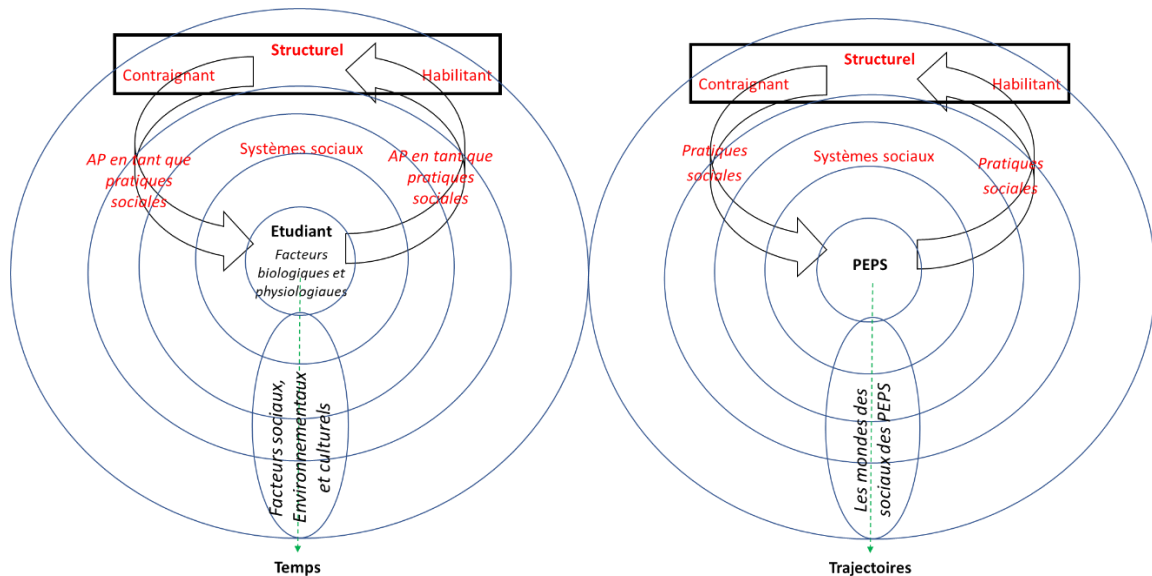 Structurel
Contraignant
Habilitant
AP en tant que
pratiques
sociales
Systèmes sociaux
AP en tant que
pratiques
sociales
Etudiant
Facteurs
biologiques et
physiologiaues
Facteurs sociaux,
Environnementaux
et culturels
Temps
Structurel
Contraignant
Habilitant
Pratiques
sociales
Systèmes sociaux
Pratiques
sociales
PEPS
Les mondes des
sociaux des PEPS
Trajectoires